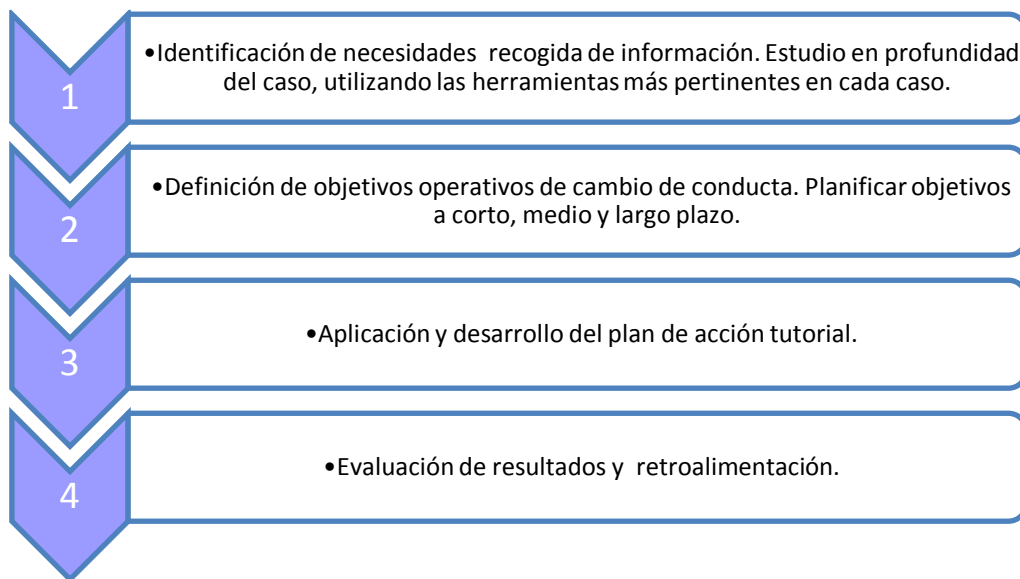 1
•Identificación de necesidades  recogida de información. Estudio en profundidad
del caso, utilizando las herramientas más pertinentes en cada caso.
2
•Definición de objetivos operativos de cambio de conducta. Planificar objetivos
a corto, medio y largo plazo.
3
•Aplicación y desarrollo del plan de acción tutorial.
4
•Evaluación de resultados y  retroalimentación.